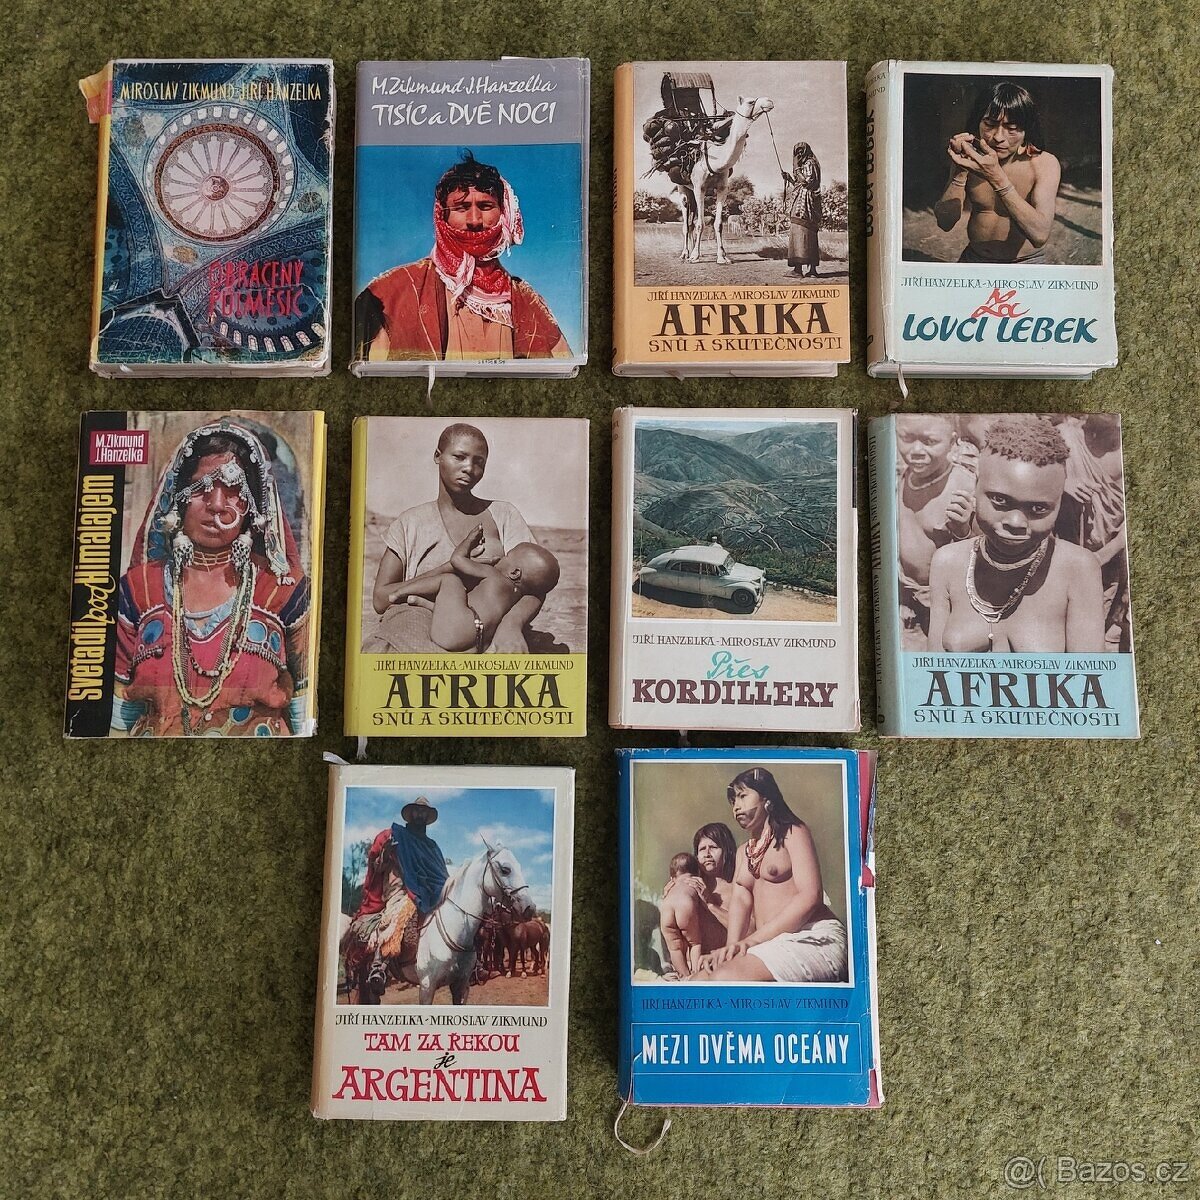 MIROSLAV ZIKMUND-JIŘÍ HANZELKA
OBRÁCENÝ
PŮLMĚSÍC
M.Zikmund-J.Hanzelka
TISÍC a DVĚ NOCI
JIŘÍ HANZELKA-MIROSLAV ZIKMUND
AFRIKA
SNŮ A SKUTEČNOSTI
LOVCI LEBEK
JIŘÍ HANZELKA-MIROSLAV ZIKMUND
Za
LOVCI LEBEK
M.Zikmund
J.Hanzelka
Světadíl pod Himálajem
JIŘÍ HANZELKA-MIROSLAV ZIKMUND
AFRIKA
SNŮ A SKUTEČNOSTI
JIŘÍ HANZELKA-MIROSLAV ZIKMUND
Přes
KORDILLERY
JIŘÍ HANZELKA-MIROSLAV ZIKMUND
AFRIKA
SNŮ A SKUTEČNOSTI
JIŘÍ HANZELKA-MIROSLAV ZIKMUND
TAM ZA ŘEKOU
je
ARGENTINA
JIŘÍ HANZELKA-MIROSLAV ZIKMUND
MEZI DVĚMA OCEÁNY
@( Bazos.cz